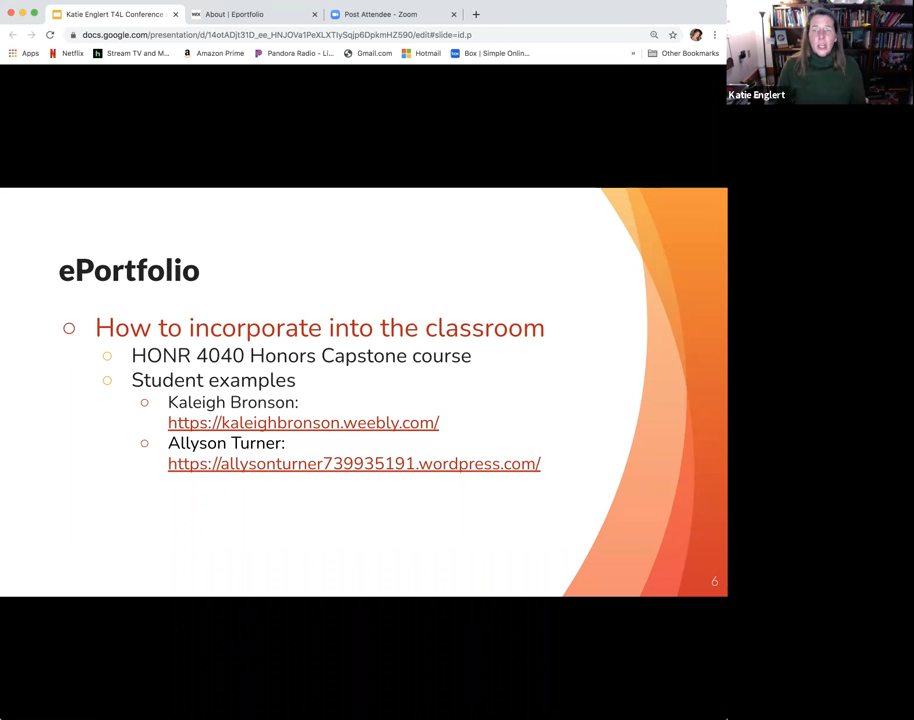 Katie Englert T4L Conference
About | Eportfolio
Post Attendee - Zoom
docs.google.com/presentation/d/14otADjt31D_ee_HNJOVa1PeXLXTlySqjp6DpkmHZ590/edit#slide=id.p
Apps
Netflix
Stream TV and M...
Amazon Prime
Pandora Radio - Li...
Gmail.com
Hotmail
Box | Simple Onlin...
»
Other Bookmarks
Katie Englert
ePortfolio
How to incorporate into the classroom
HONR 4040 Honors Capstone course
Student examples
Kaleigh Bronson:
https://kaleighbronson.weebly.com/
Allyson Turner:
https://allysonturner739935191.wordpress.com/
6